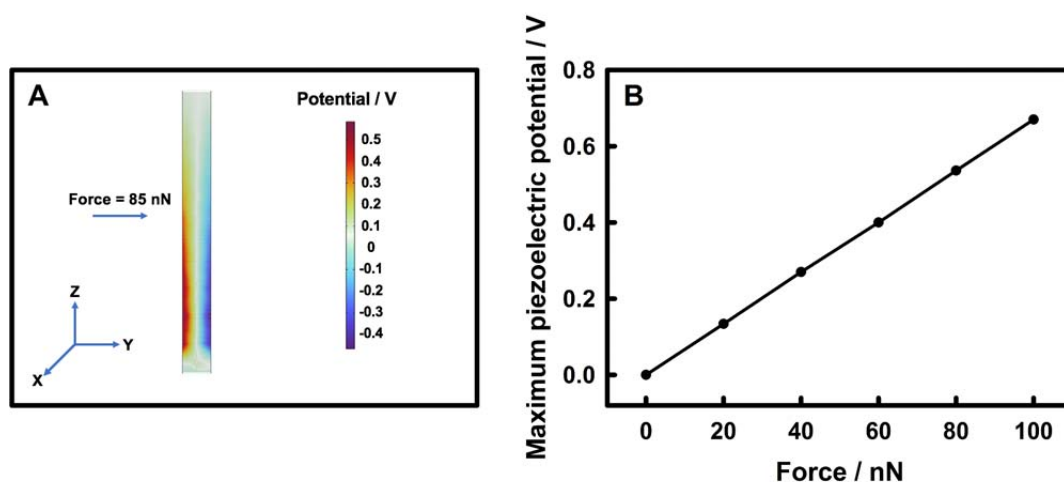 A
Potential / V
0.5
0.4
0.3
0.2
0.1
0
-0.1
-0.2
-0.3
-0.4
Force = 85 nN
Z
Y
X
B
Maximum piezoelectric potential / V
0.8
0.6
0.4
0.2
0.0
0 20 40 60 80 100
Force / nN